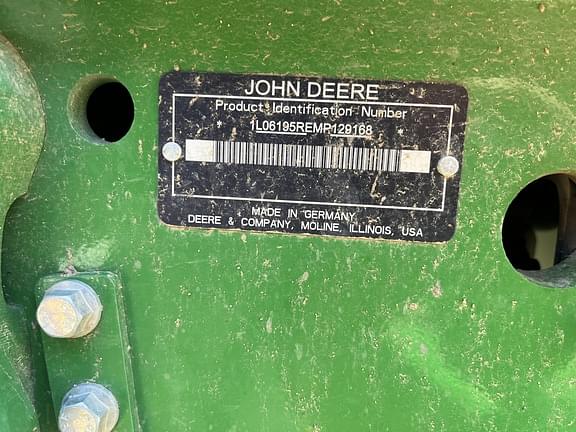 JOHN DEERE
Product Identification Number
* 1L06195REMP129168 *
MADE IN GERMANY
DEERE & COMPANY, MOLINE, ILLINOIS, USA